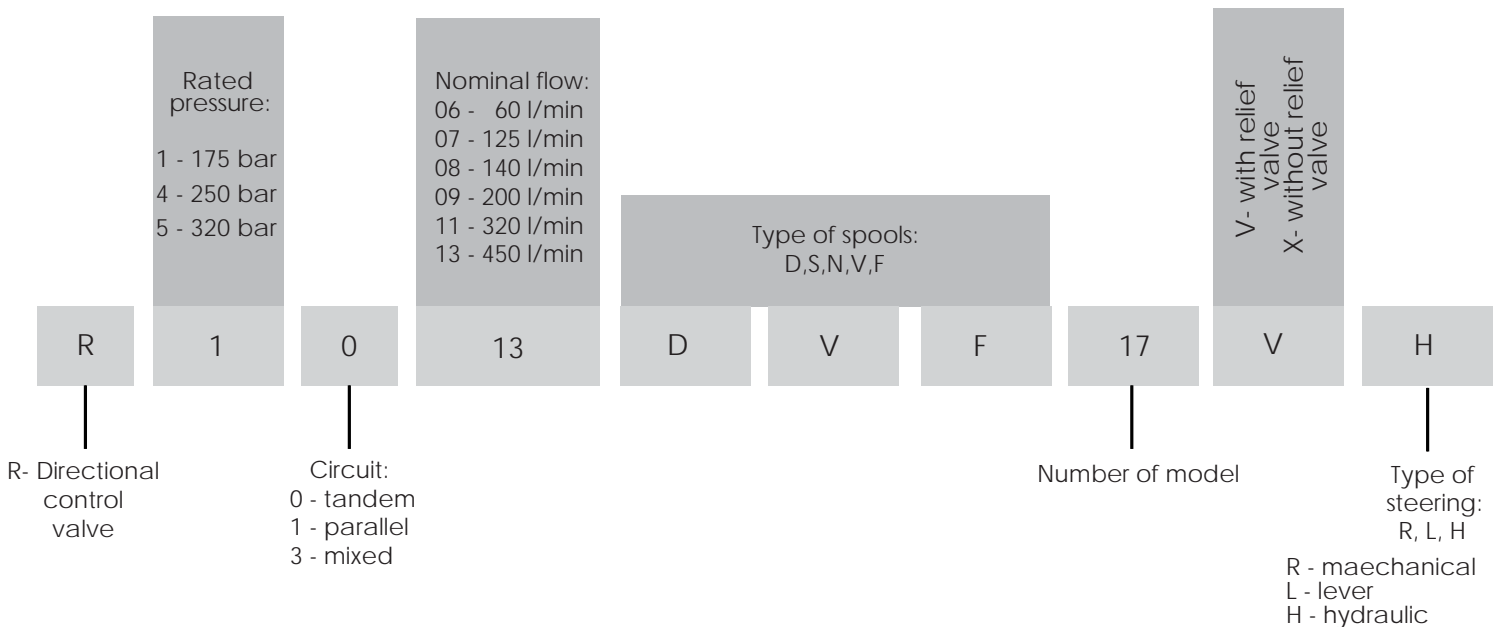 Rated
pressure:
1 - 175 bar
4 - 250 bar
5 - 320 bar
Nominal flow:
06 - 60 l/min
07 - 125 l/min
08 - 140 l/min
09 - 200 l/min
11 - 320 l/min
13 - 450 l/min
Type of spools:
D,S,N,V,F
V- with relief
valve
X- without relief
valve
R 1 0 13 D V F 17 V H
R- Directional
control
valve
Circuit:
0 - tandem
1 - parallel
3 - mixed
Number of model
Type of
steering:
R, L, H
R - maechanical
L - lever
H - hydraulic